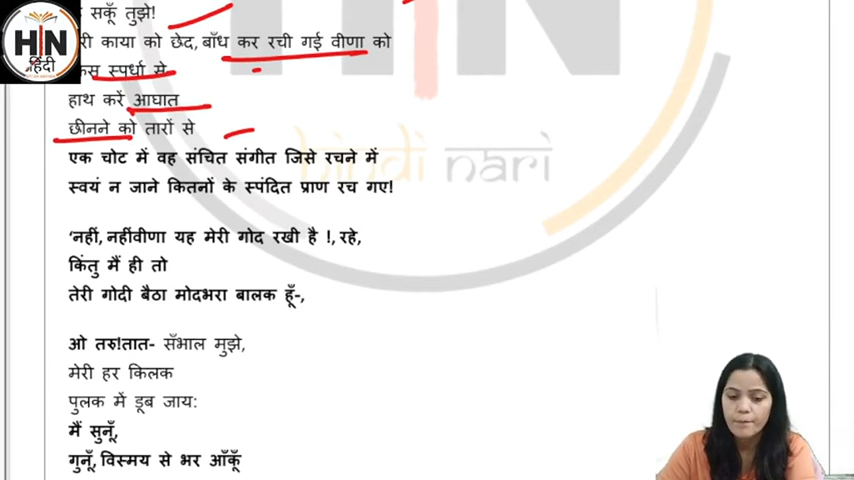 सकूँ तुझे!
HIN
हिंदी
काया को छेद, बाँध कर रची गई वीणा को
स्पर्धा से
हाथ करें आघात
छीनने को तारों से
hindi nari
एक चोट में वह संचित संगीत जिसे रचने में
स्वयं न जाने कितनों के स्पंदित प्राण रच गए!
‘नहीं, नहींवीणा यह मेरी गोद रखी है !, रहे,
किंतु मैं ही तो
तेरी गोदी बैठा मोदभरा बालक हूँ-,
ओ तरु!तात- सँभाल मुझे,
मेरी हर किलक
पुलक में डूब जाय:
मैं सुनूँ,
गुनूँ, विस्मय से भर आँकूँ